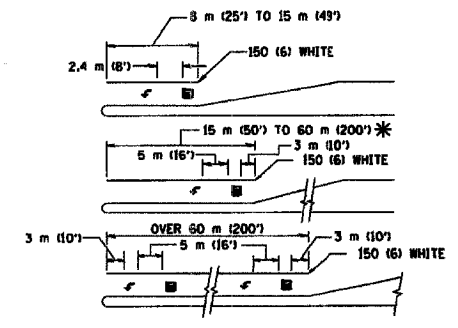 8 m (25') TO 15 m (49')
150 (6) WHITE
2.4 m (8')
15 m (50') TO 60 m (200') *
5 m (16')
3 m (10')
150 (6) WHITE
OVER 60 m (200')
3 m (10')
5 m (16')
3 m (10')
150 (6) WHITE